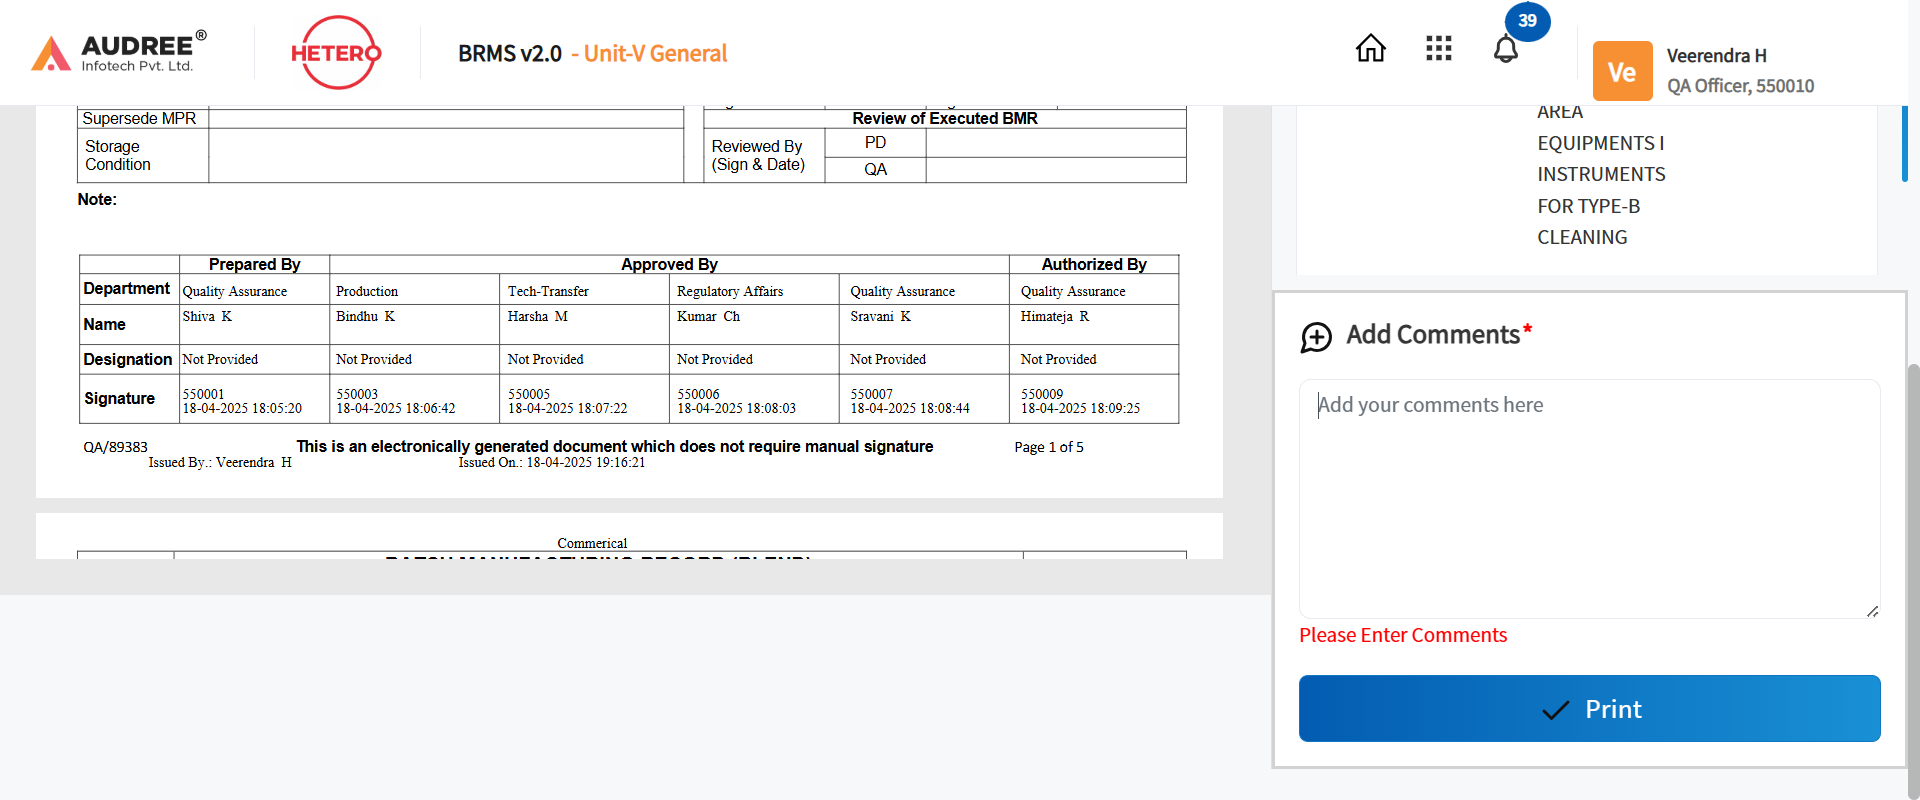 AUDREE®
Infotech Pvt. Ltd.
HETERO
BRMS v2.0 - Unit-V General
39
Ve
Veerendra H
QA Officer, 550010
Supersede MPR
Review of Executed BMR
Storage
Condition
Reviewed By
(Sign & Date)
PD
QA
Note:
Prepared By Approved By Authorized By
Department Quality Assurance Production Tech-Transfer Regulatory Affairs Quality Assurance Quality Assurance
Name Shiva K Bindhu K Harsha M Kumar Ch Sravani K Himateja R
Designation Not Provided Not Provided Not Provided Not Provided Not Provided Not Provided
Signature 550001 550003 550005 550006 550007 550009
18-04-2025 18:05:20 18-04-2025 18:06:42 18-04-2025 18:07:22 18-04-2025 18:08:03 18-04-2025 18:08:44 18-04-2025 18:09:25
QA/89383 This is an electronically generated document which does not require manual signature Page 1 of 5
Issued By.: Veerendra H Issued On.: 18-04-2025 19:16:21
Commerical
BATCH MANUFACTURING RECORD (BLEND)
AREA
EQUIPMENTS I
INSTRUMENTS
FOR TYPE-B
CLEANING
Add Comments*
Add your comments here
Please Enter Comments
Print